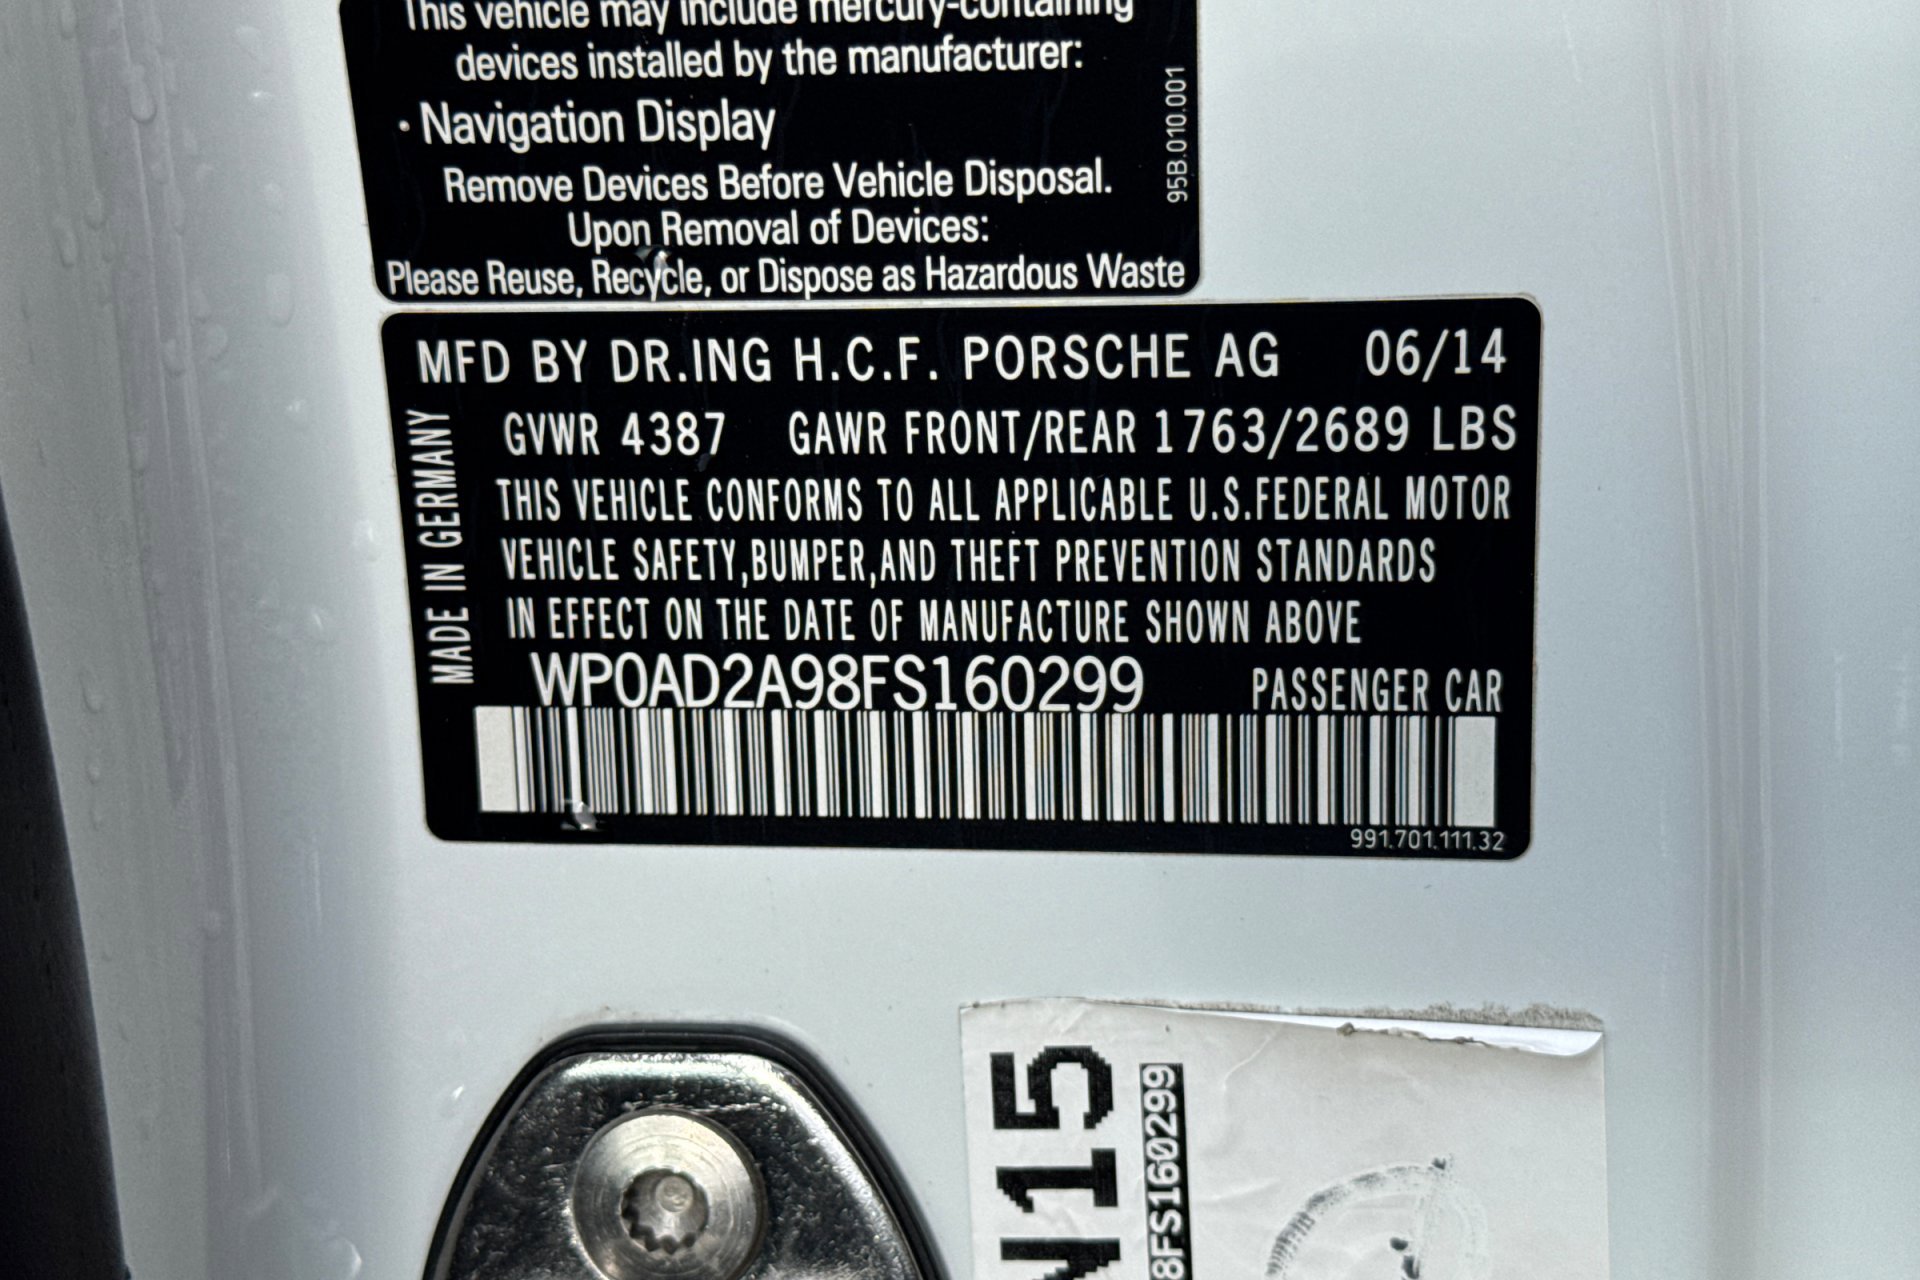 This vehicle may include mercury-containing
devices installed by the manufacturer:
· Navigation Display
Remove Devices Before Vehicle Disposal.
Upon Removal of Devices:
Please Reuse, Recycle, or Dispose as Hazardous Waste
95B.010.001
MFD BY DR.ING H.C.F. PORSCHE AG 06/14
GVWR 4387 GAWR FRONT/REAR 1763/2689 LBS
THIS VEHICLE CONFORMS TO ALL APPLICABLE U.S.FEDERAL MOTOR
VEHICLE SAFETY,BUMPER,AND THEFT PREVENTION STANDARDS
IN EFFECT ON THE DATE OF MANUFACTURE SHOWN ABOVE
MADE IN GERMANY
WP0AD2A98FS160299 PASSENGER CAR
991.701.111.32
N15
8FS160299